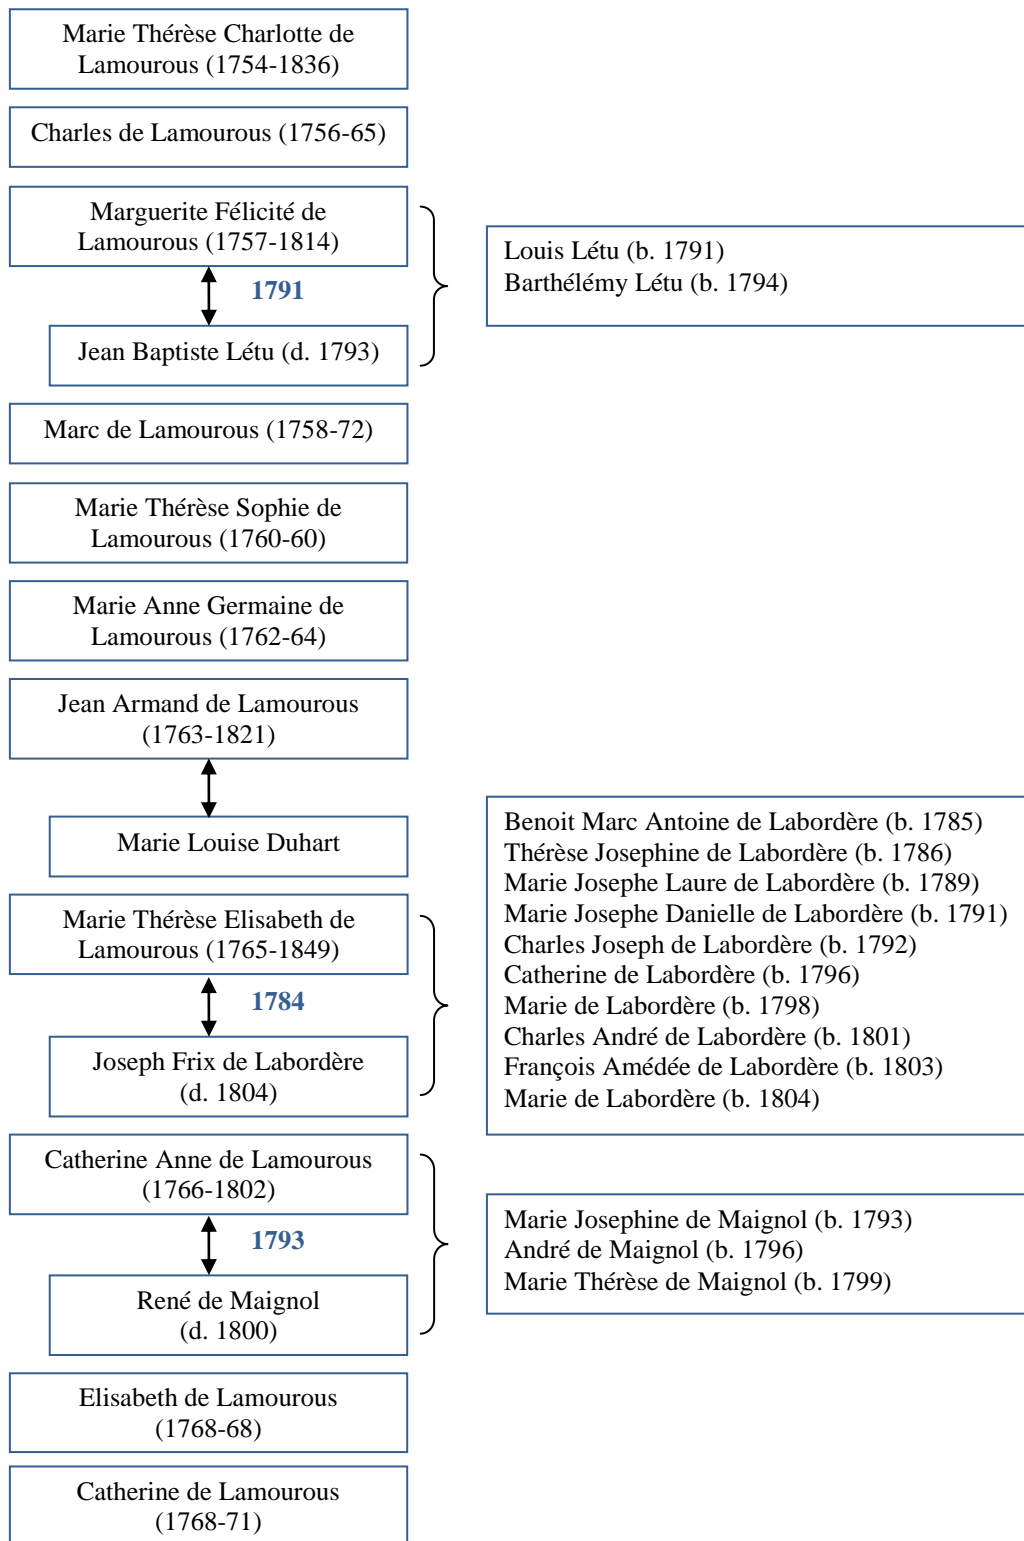 Marie Thérèse Charlotte de
Lamourous (1754-1836)
Charles de Lamourous (1756-65)
Marguerite Félicité de
Lamourous (1757-1814)
1791
Jean Baptiste Létu (d. 1793)
Louis Létu (b. 1791)
Barthélémy Létu (b. 1794)
Marc de Lamourous (1758-72)
Marie Thérèse Sophie de
Lamourous (1760-60)
Marie Anne Germaine de
Lamourous (1762-64)
Jean Armand de Lamourous
(1763-1821)
Marie Louise Duhart
Marie Thérèse Elisabeth de
Lamourous (1765-1849)
1784
Joseph Frix de Labordère
(d. 1804)
Benoit Marc Antoine de Labordère (b. 1785)
Thérèse Josephine de Labordère (b. 1786)
Marie Josephe Laure de Labordère (b. 1789)
Marie Josephe Danielle de Labordère (b. 1791)
Charles Joseph de Labordère (b. 1792)
Catherine de Labordère (b. 1796)
Marie de Labordère (b. 1798)
Charles André de Labordère (b. 1801)
François Amédée de Labordère (b. 1803)
Marie de Labordère (b. 1804)
Catherine Anne de Lamourous
(1766-1802)
1793
René de Maignol
(d. 1800)
Marie Josephine de Maignol (b. 1793)
André de Maignol (b. 1796)
Marie Thérèse de Maignol (b. 1799)
Elisabeth de Lamourous
(1768-68)
Catherine de Lamourous
(1768-71)